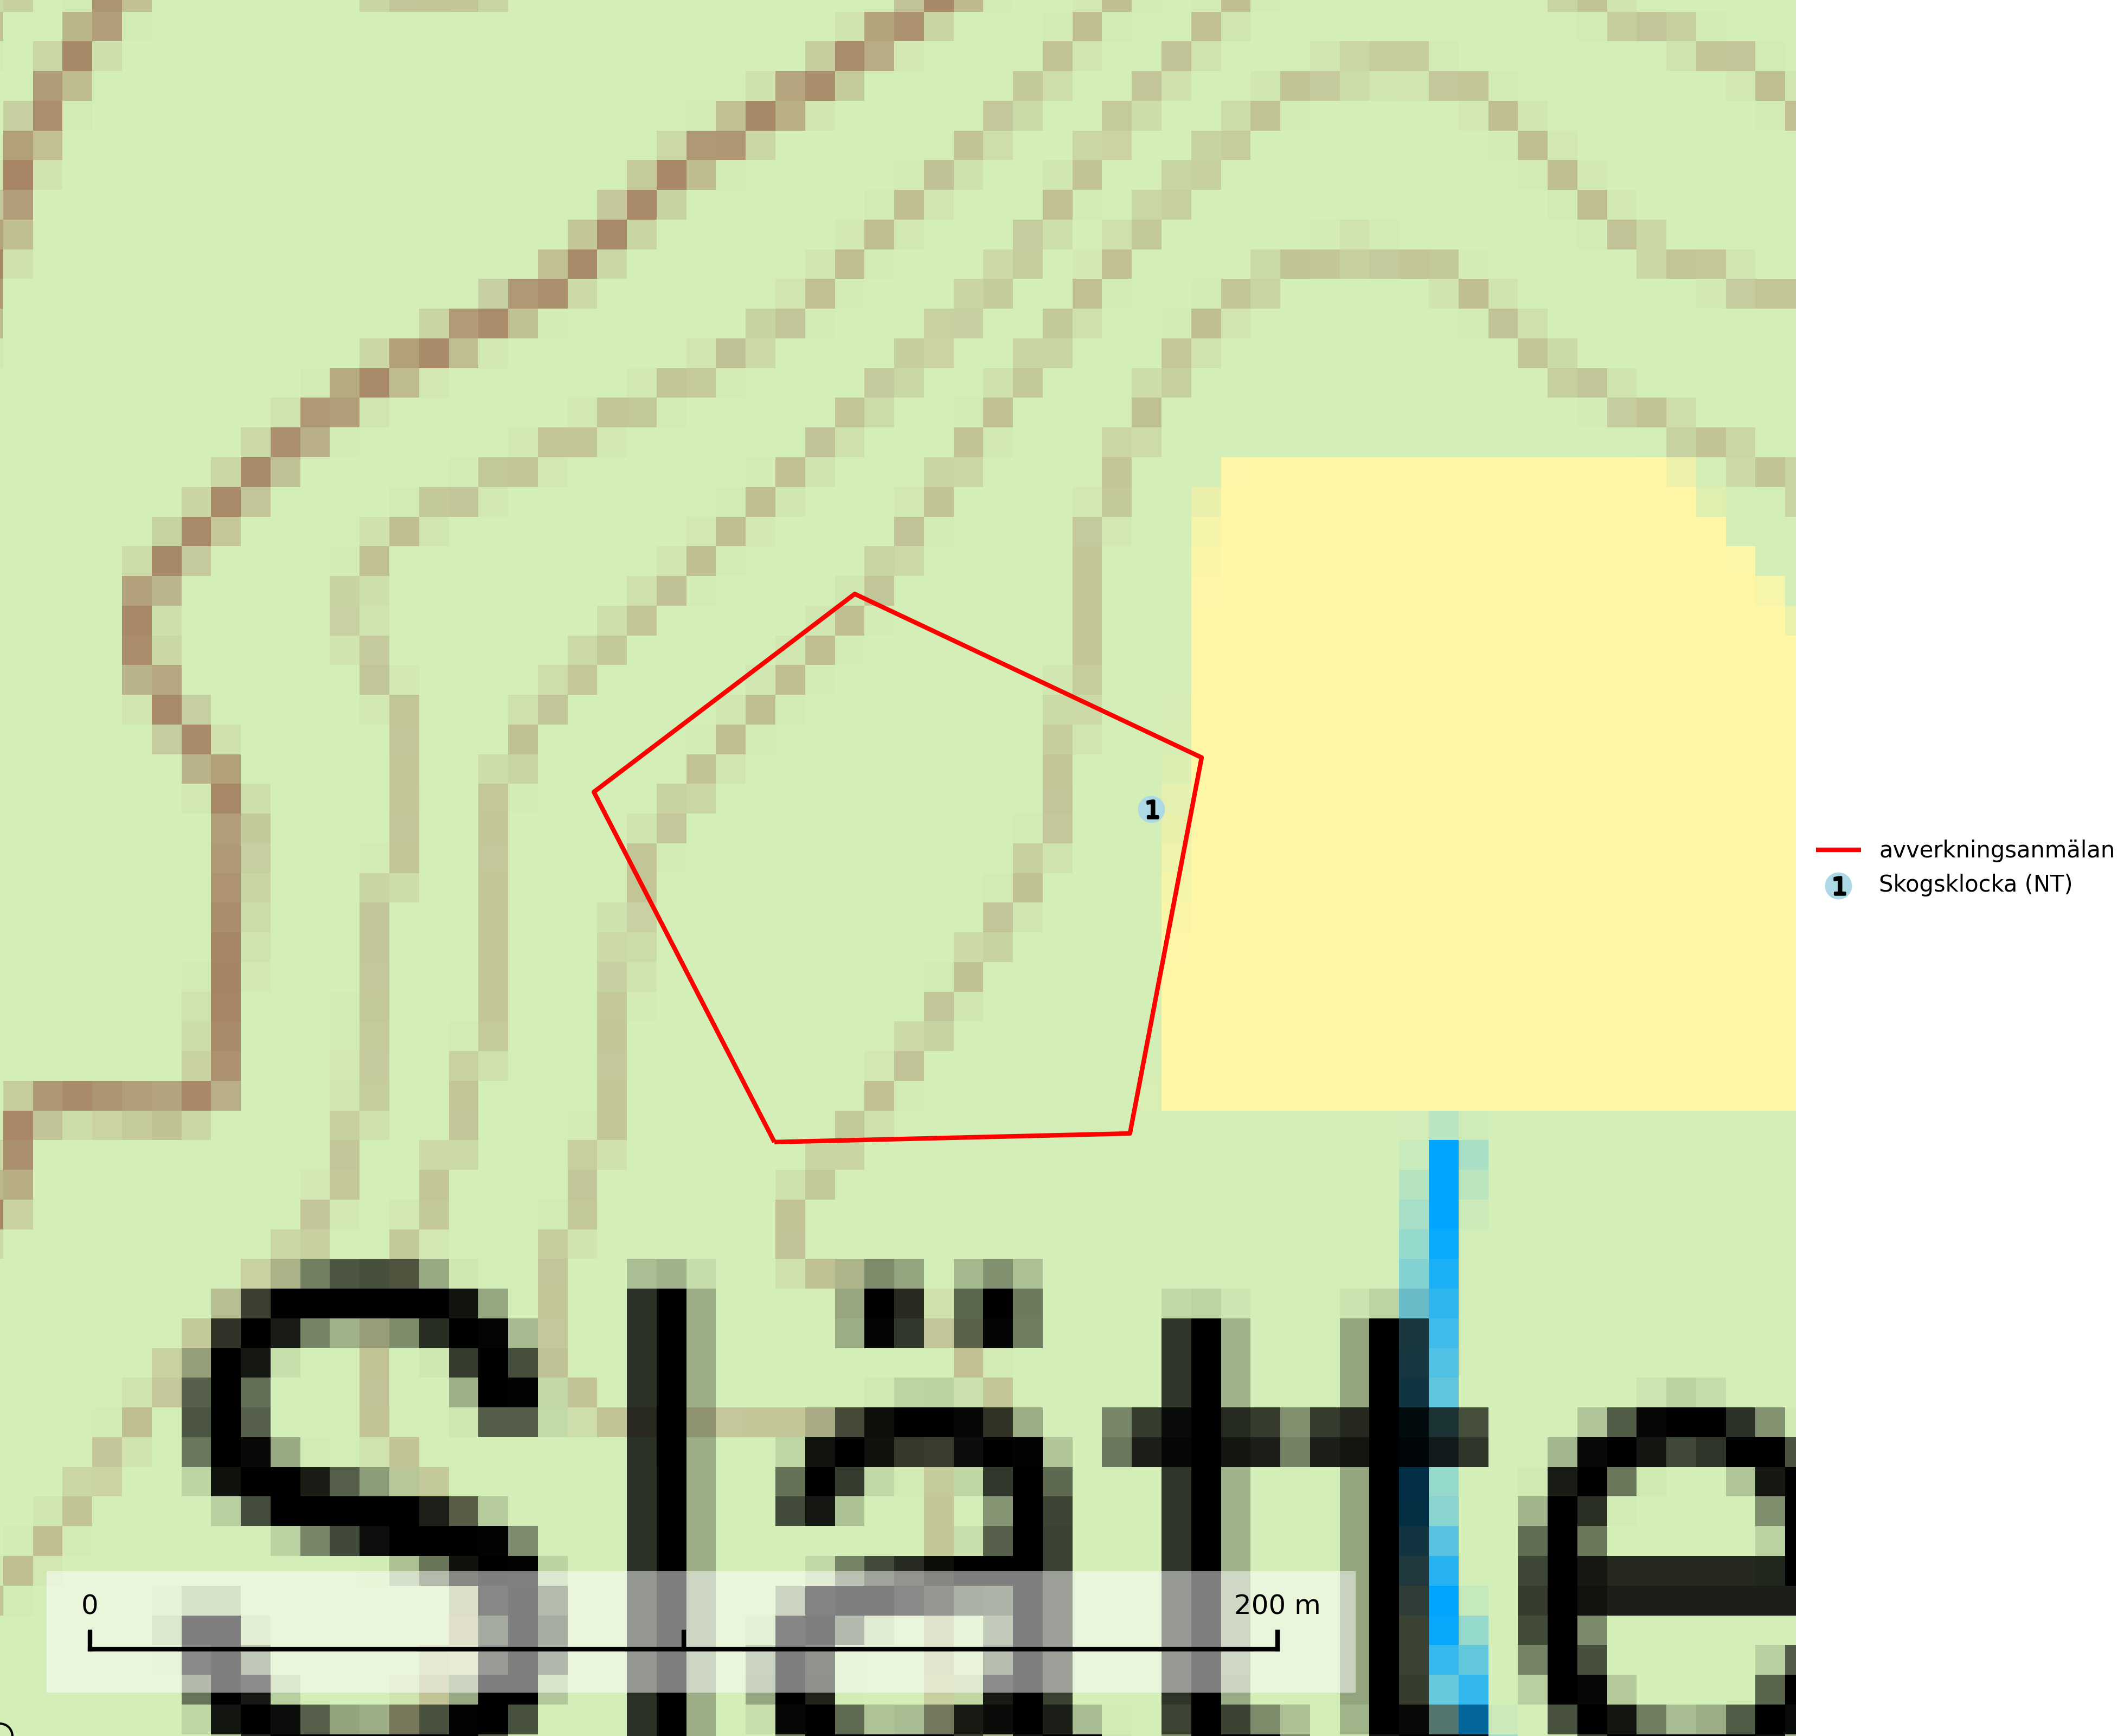 1
avverkningsanmälan
1 Skogsklocka (NT)
Slätte
0 200 m